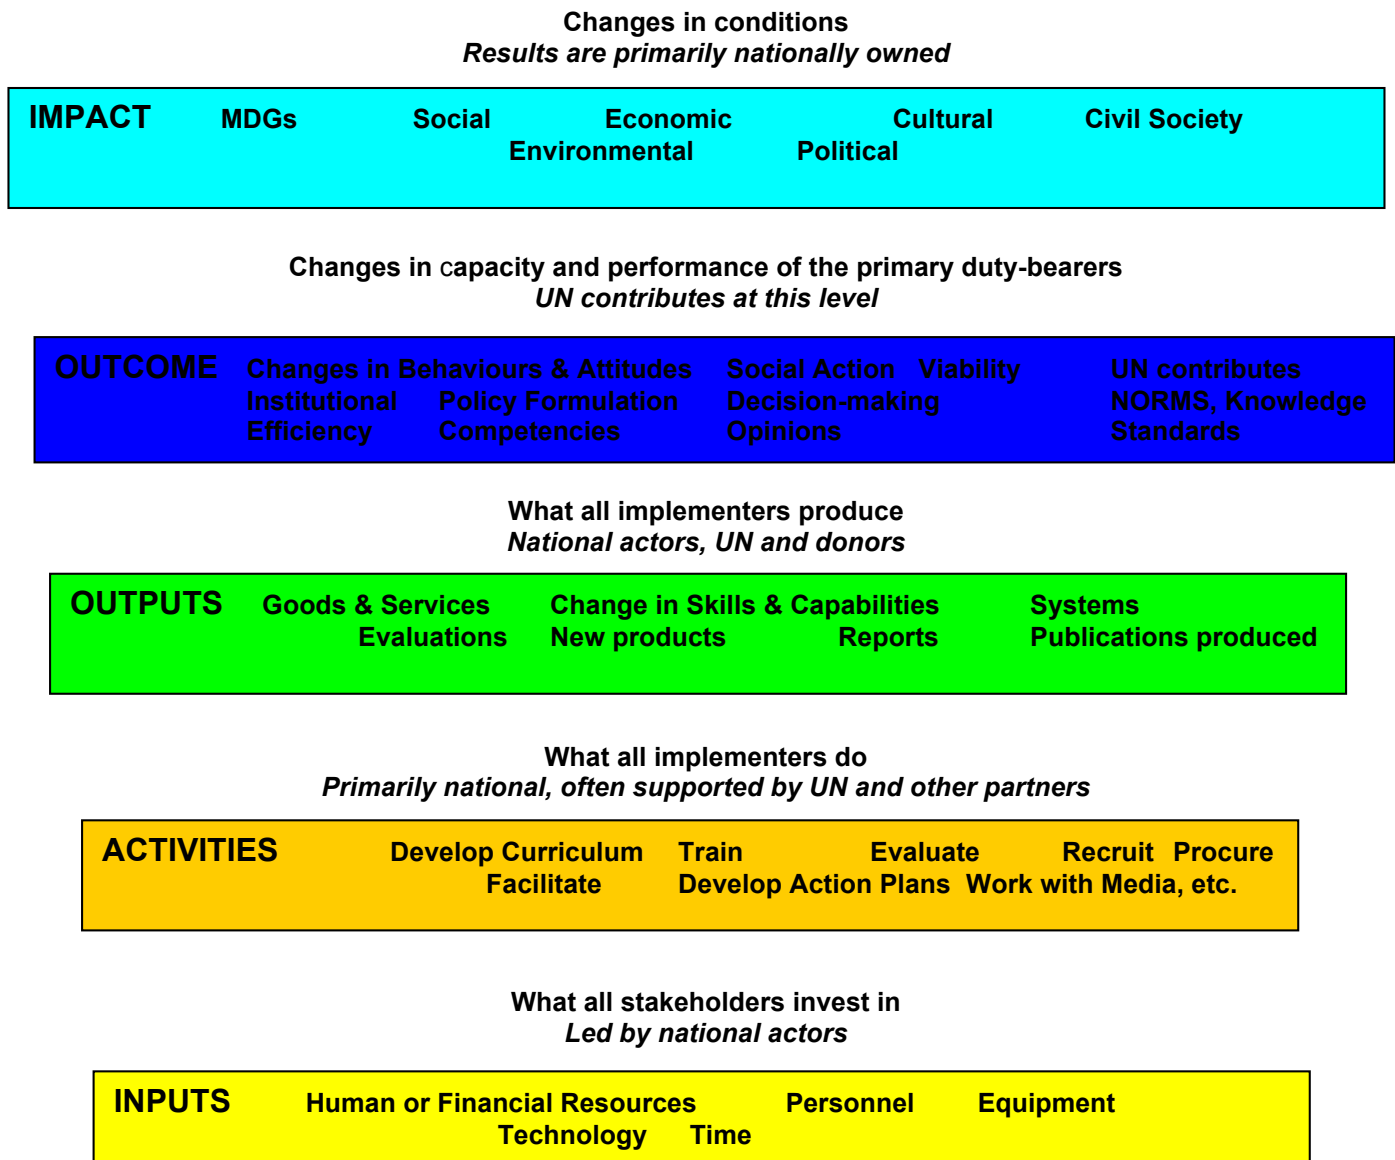 Changes in conditions
Results are primarily nationally owned
IMPACT MDGs Social Economic Cultural Civil Society
Environmental Political
Changes in capacity and performance of the primary duty-bearers
UN contributes at this level
OUTCOME Changes in Behaviours & Attitudes Social Action Viability UN contributes
Institutional Policy Formulation Decision-making NORMS, Knowledge
Efficiency Competencies Opinions Standards
What all implementers produce
National actors, UN and donors
OUTPUTS Goods & Services Change in Skills & Capabilities Systems
Evaluations New products Reports Publications produced
What all implementers do
Primarily national, often supported by UN and other partners
ACTIVITIES Develop Curriculum Train Evaluate Recruit Procure
Facilitate Develop Action Plans Work with Media, etc.
What all stakeholders invest in
Led by national actors
INPUTS Human or Financial Resources Personnel Equipment
Technology Time